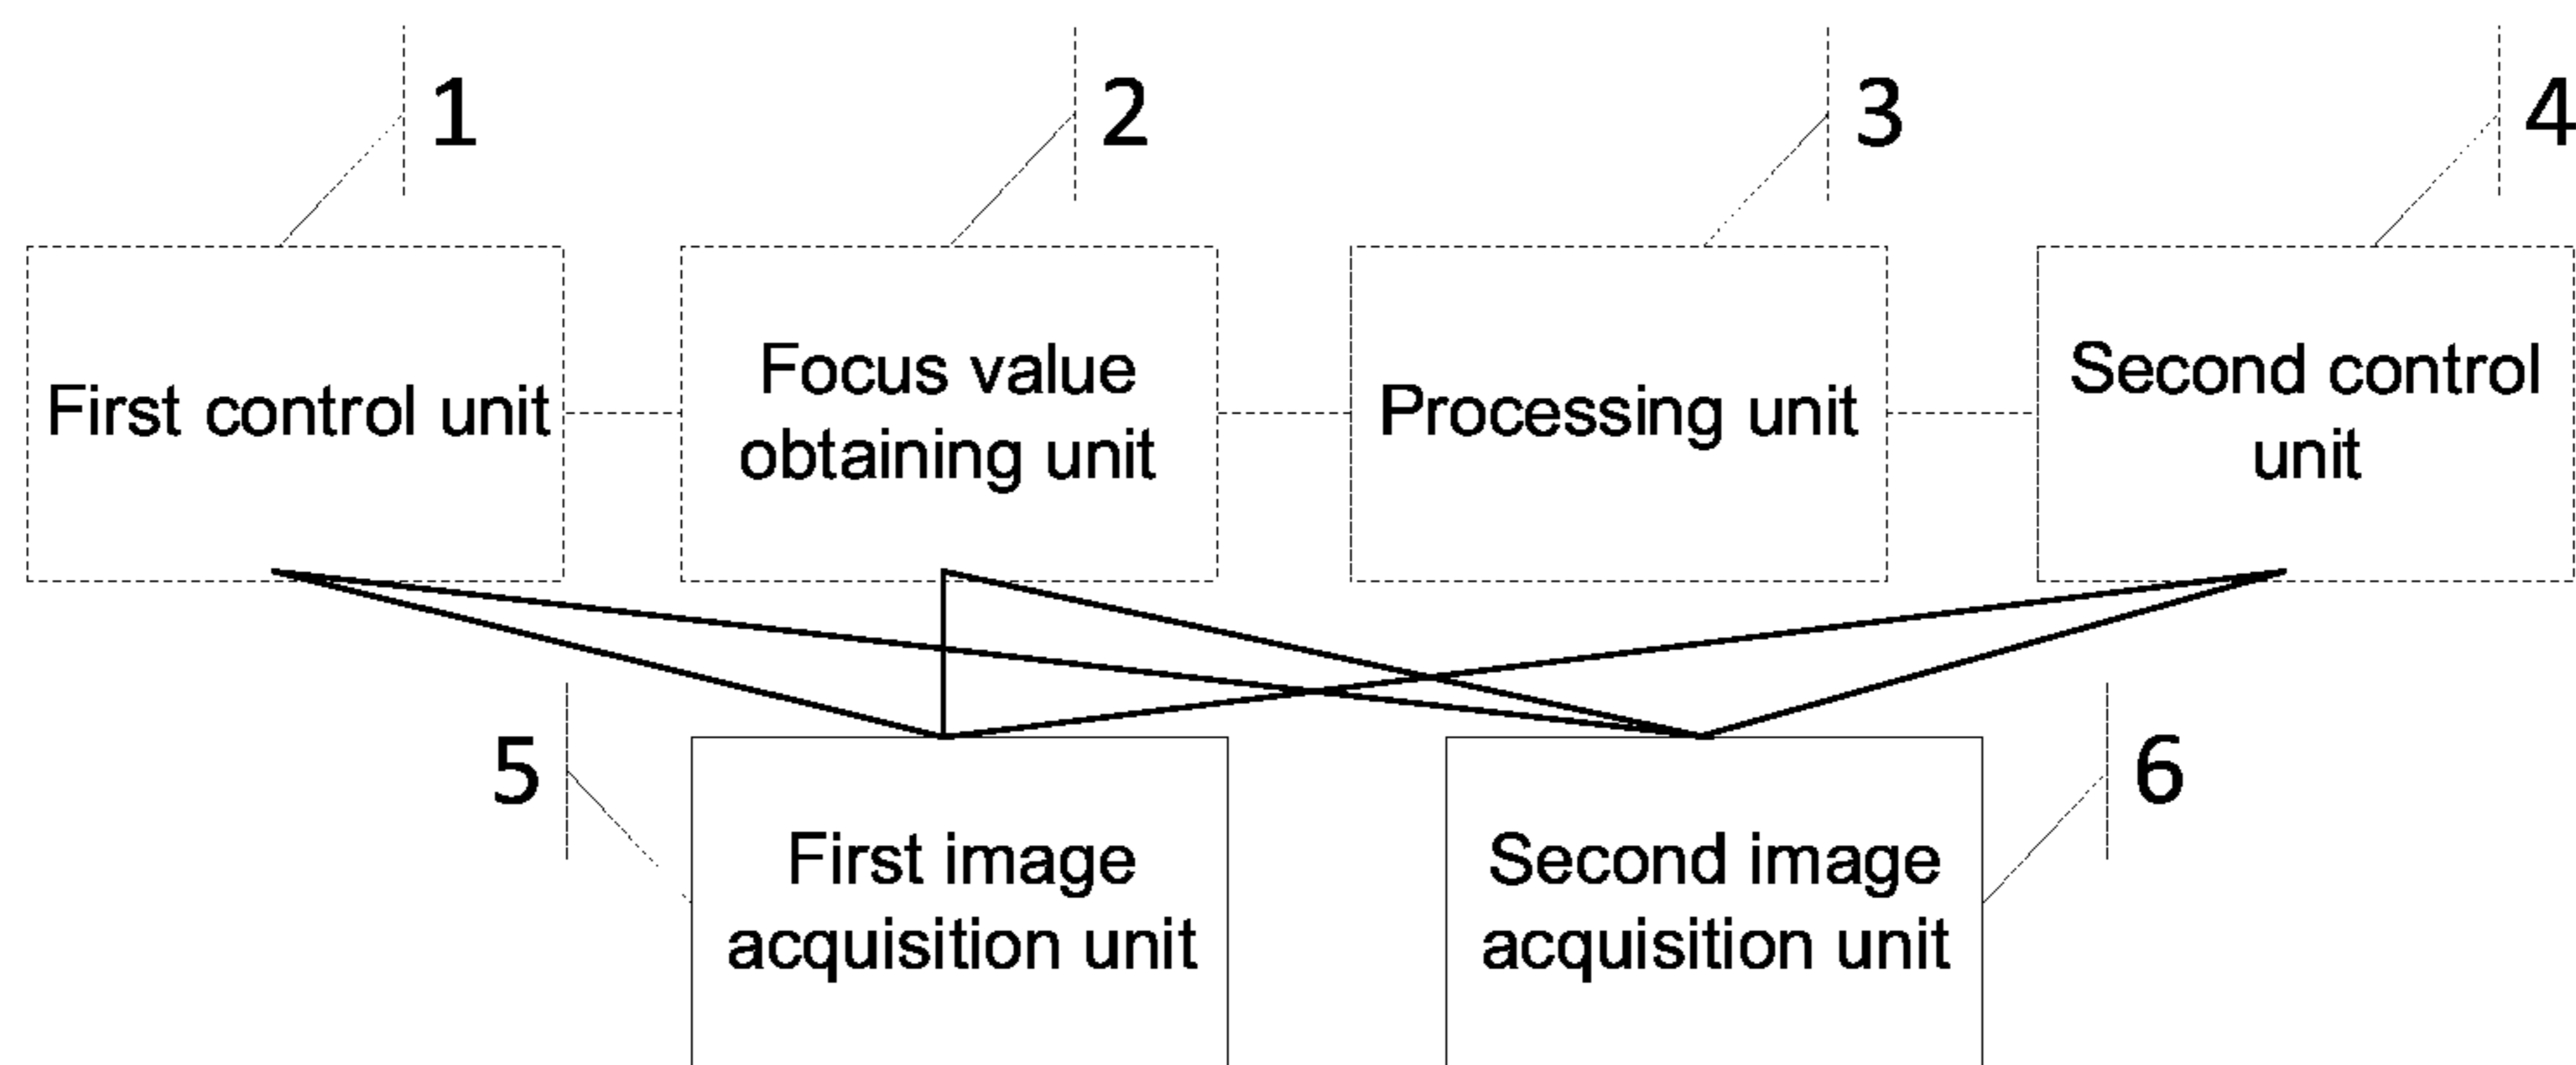 1
2
3
4
First control unit
Focus value
obtaining unit
Processing unit
Second control
unit
5
6
First image
acquisition unit
Second image
acquisition unit